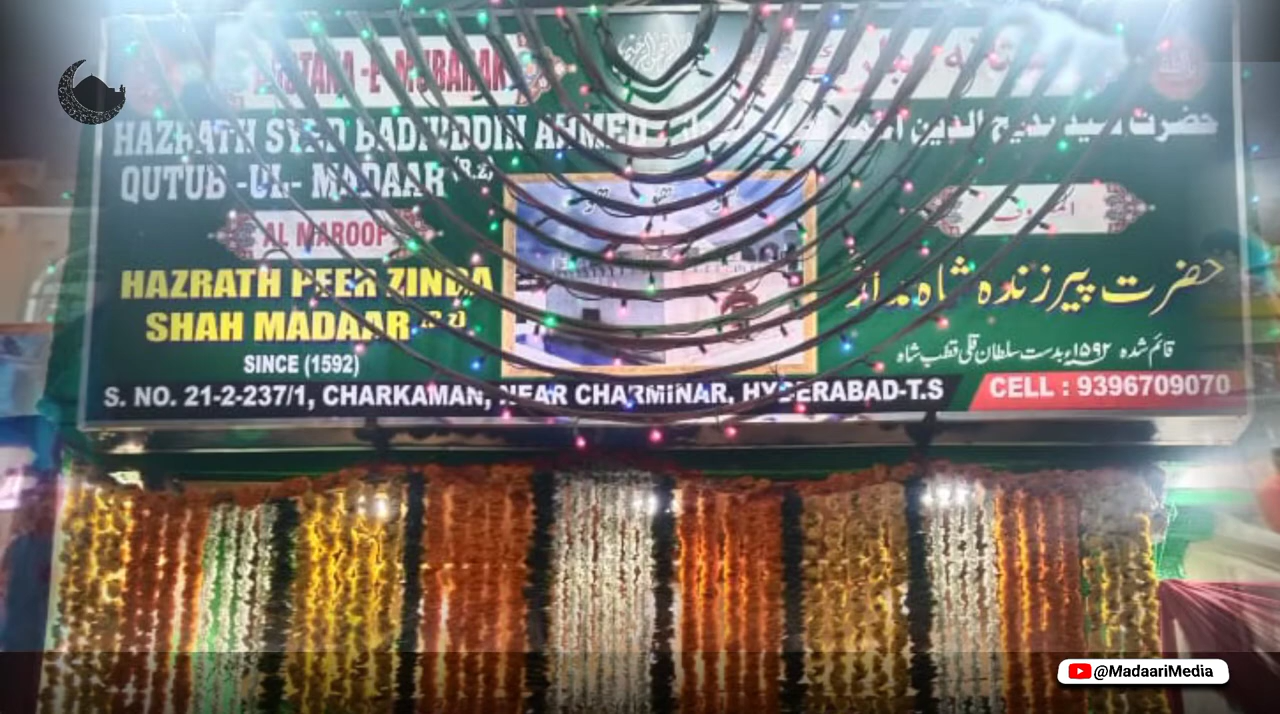 ASTANA -E- MUBARAK
HAZRATH SYED BADIUDDIN AHMED
QUTUB -UL- MADAAR (R.z)
AL MAROOF
HAZRATH PEER ZINDA
SHAH MADAAR (R.z)
SINCE (1592)
حضرت سید بدیع الدین احمد
حضرت پیر زندہ شاہ مدار
قائم شدہ ۱۵۹۲ء بدست سلطان قلی قطب شاہ
S. NO. 21-2-237/1, CHARKAMAN, NEAR CHARMINAR, HYDERABAD-T.S
CELL : 9396709070
@MadaariMedia